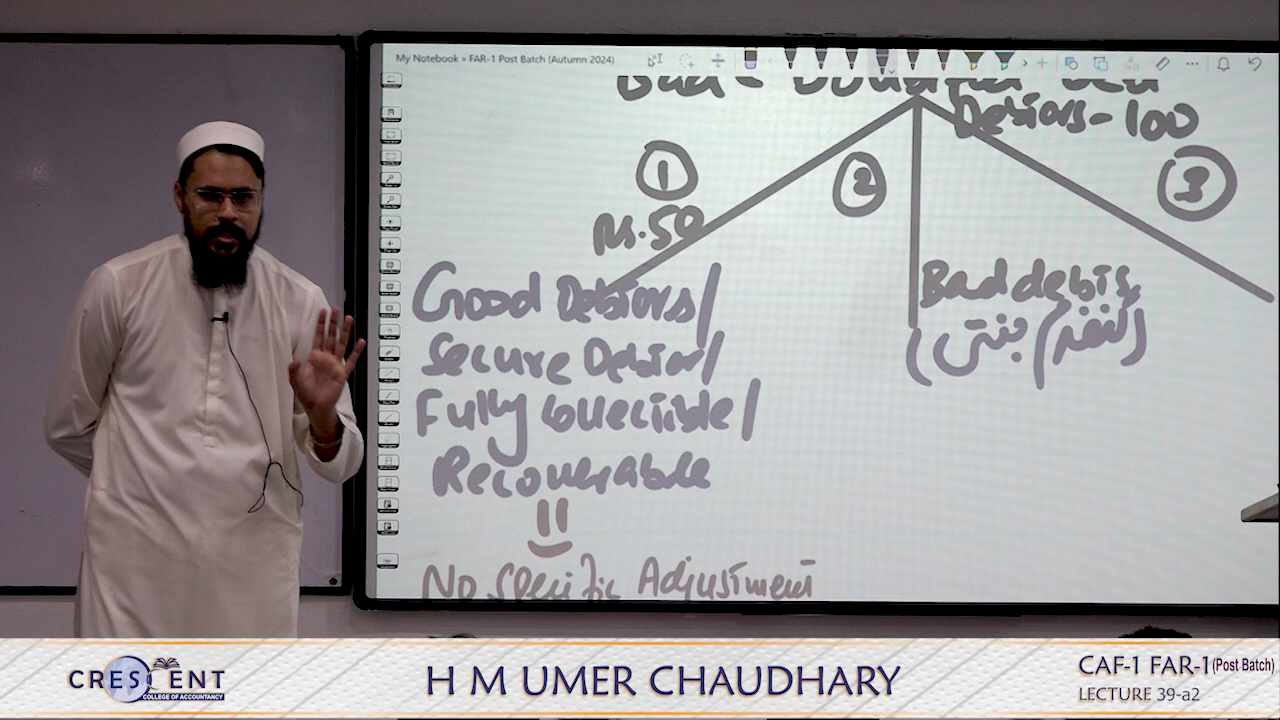 My Notebook » FAR-1 Post Batch (Autumn 2024)
Debtors - 100
1
2
3
Rs. 50
Good Debtors/
Secure Debtor/
Fully collectible/
Recoverable
No Specific Adjustment
Bad debts
CRESCENT
COLLEGE OF ACCOUNTANCY
H M UMER CHAUDHARY
CAF-1 FAR-1 (Post Batch)
LECTURE 39-a2